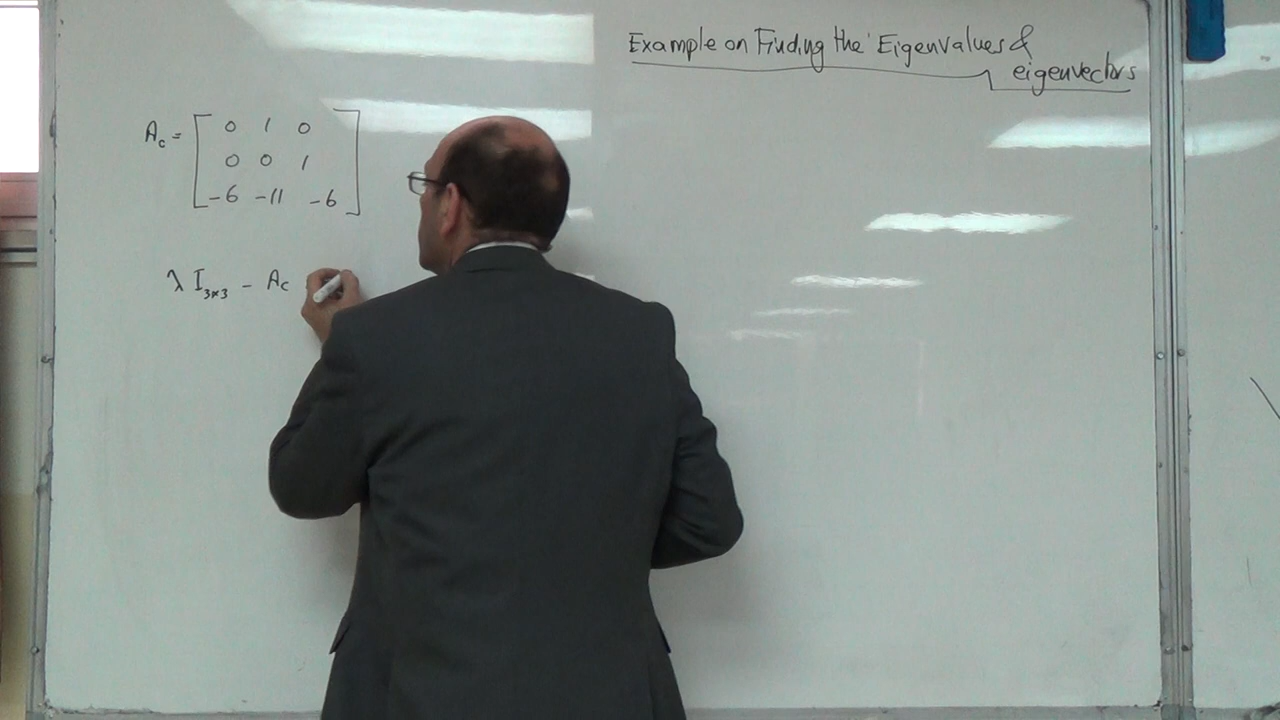 Example on Finding the Eigenvalues &
eigenvectors
Ac = [ 0 1 0
0 0 1
-6 -11 -6 ]
λ I3×3 - Ac